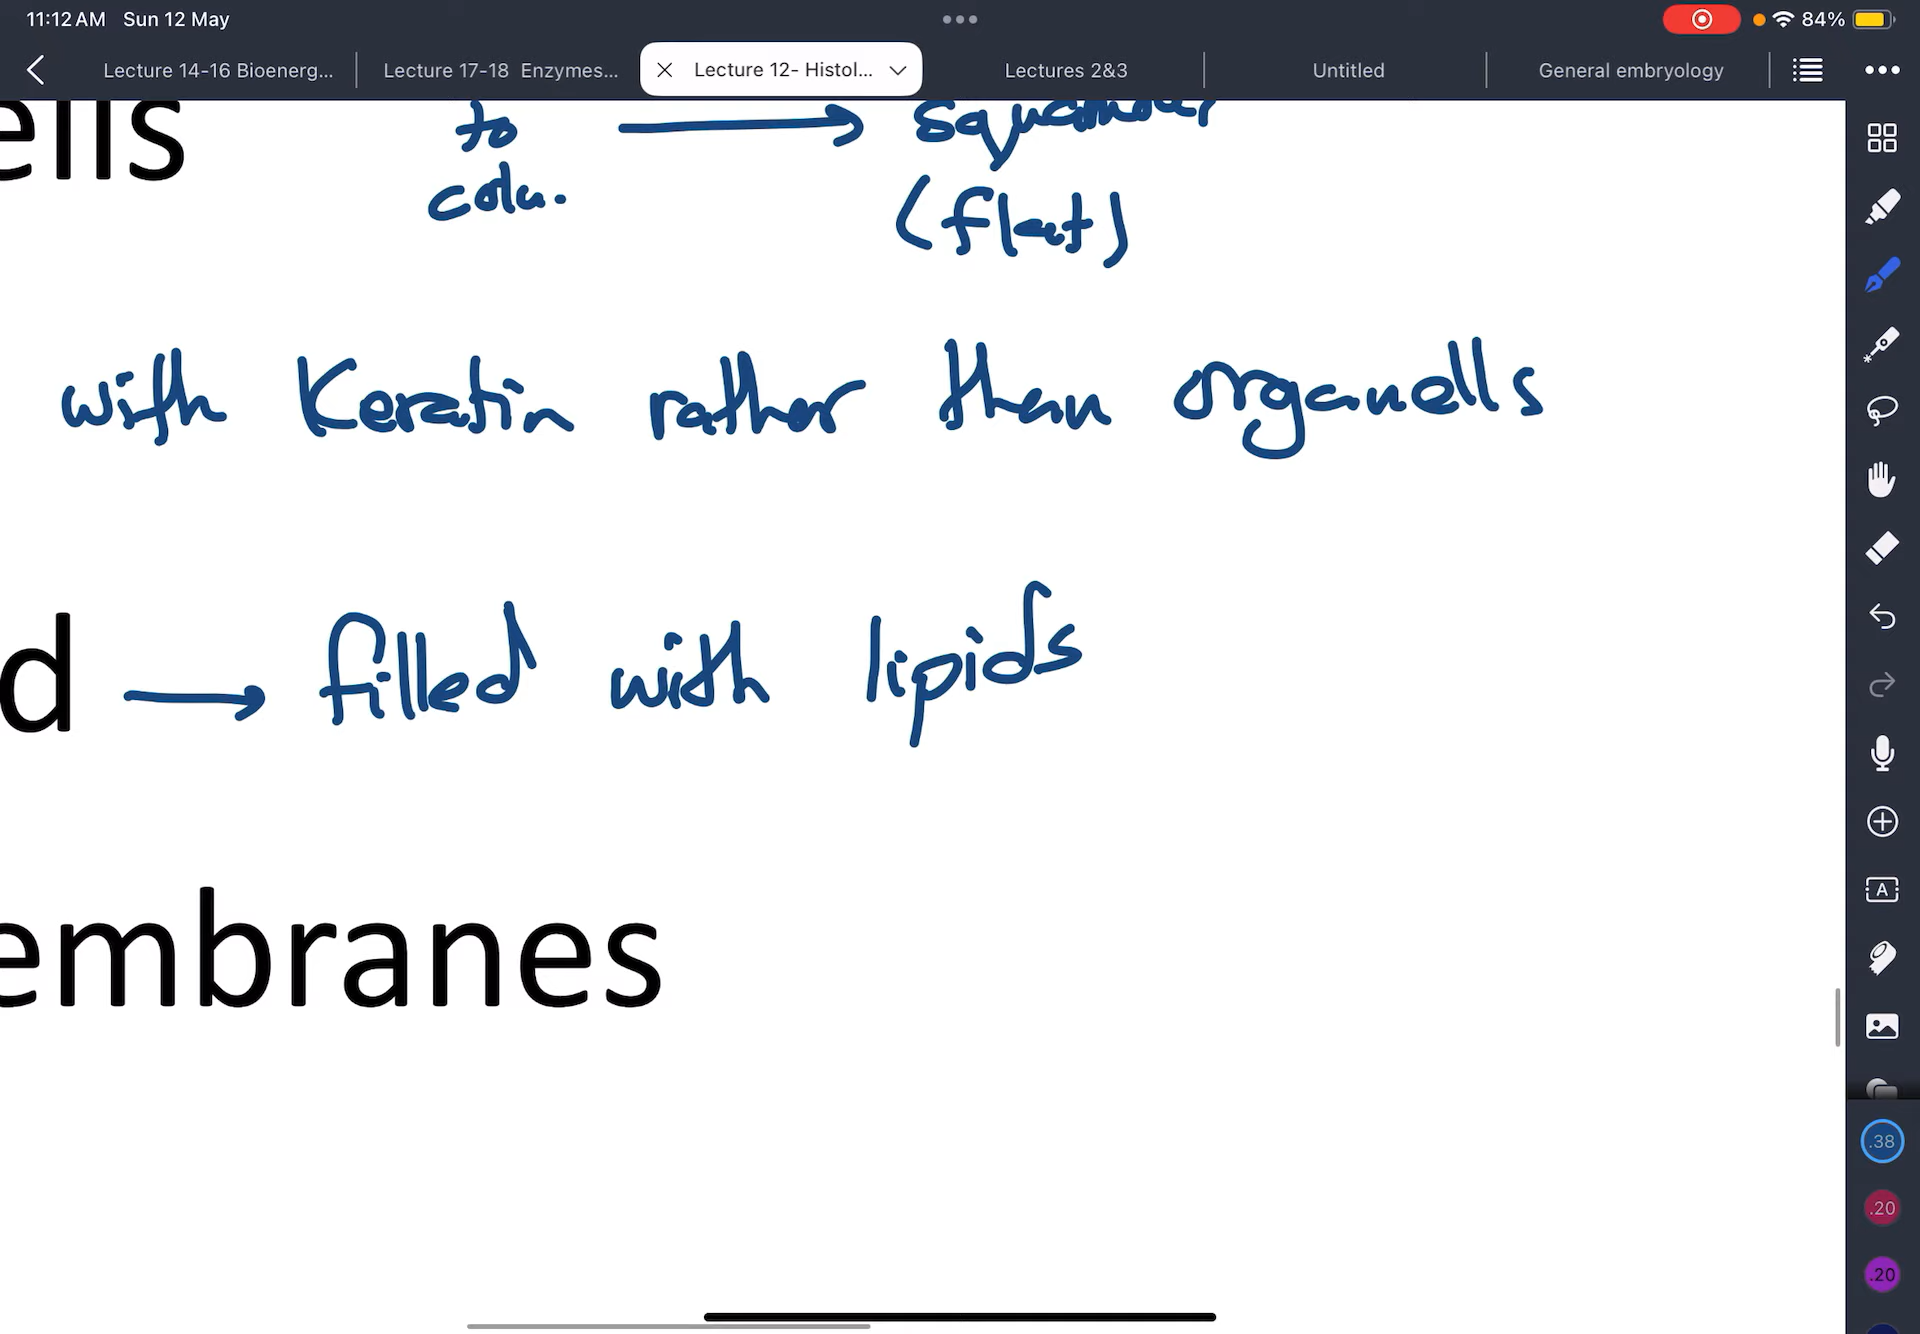 11:12 AM Sun 12 May 84%
Lecture 14-16 Bioenerg... Lecture 17-18 Enzymes... Lecture 12- Histol... Lectures 2&3 Untitled General embryology
ells to squamous
colu. (flat)
with Keratin rather than organells
d → filled with lipids
embranes
A
.38
.20
.20